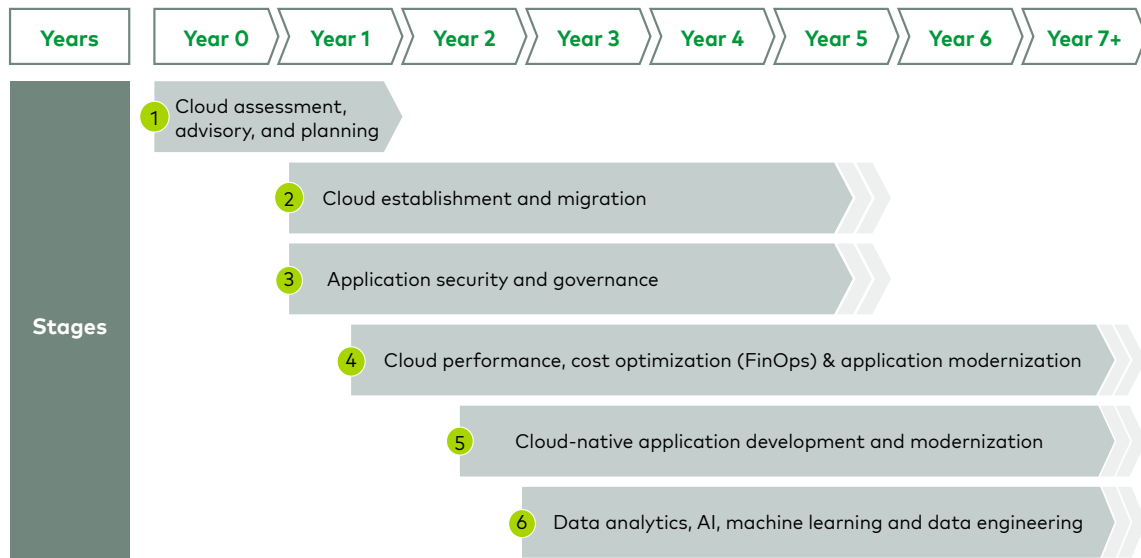 Years
Year 0
Year 1
Year 2
Year 3
Year 4
Year 5
Year 6
Year 7+
Stages
1
Cloud assessment,
advisory, and planning
2
Cloud establishment and migration
3
Application security and governance
4
Cloud performance, cost optimization (FinOps) & application modernization
5
Cloud-native application development and modernization
6
Data analytics, AI, machine learning and data engineering